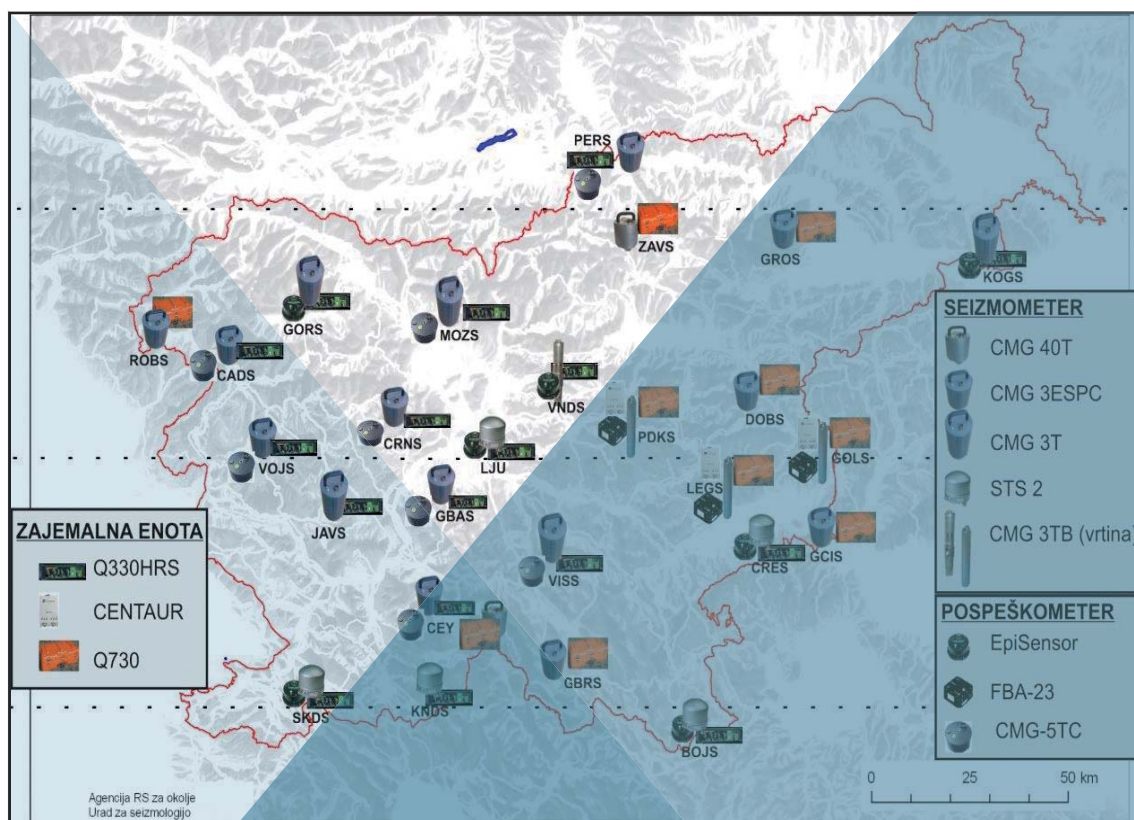 PERS
ZAVS
GROS
KOGS
GORS
MOZS
ROBS
CADS
VNDS
DOBS
CRNS
PDKS
LJU
VOJS
GOLS
LEGS
GBAS
JAVS
GCIS
CRES
VISS
CEY
GBRS
KNDS
SKDS
BOJS
ZAJEMALNA ENOTA
Q330HRS
CENTAUR
Q730
SEIZMOMETER
CMG 40T
CMG 3ESPC
CMG 3T
STS 2
CMG 3TB (vrtina)
POSPEŠKOMETER
EpiSensor
FBA-23
CMG-5TC
0 25 50 km
Agencija RS za okolje
Urad za seizmologijo